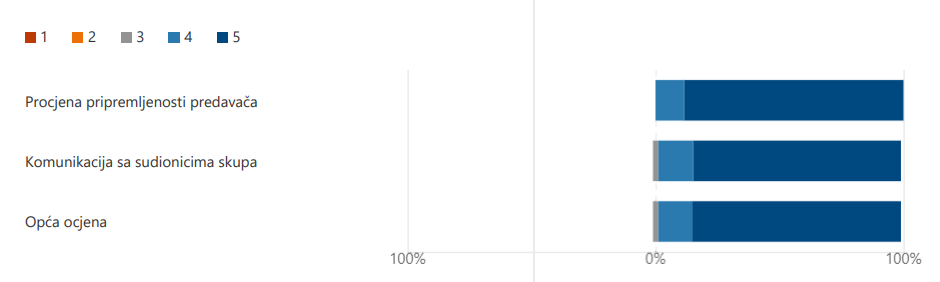 1 2 3 4 5
Procjena pripremljenosti predavača
Komunikacija sa sudionicima skupa
Opća ocjena
100% 0% 100%